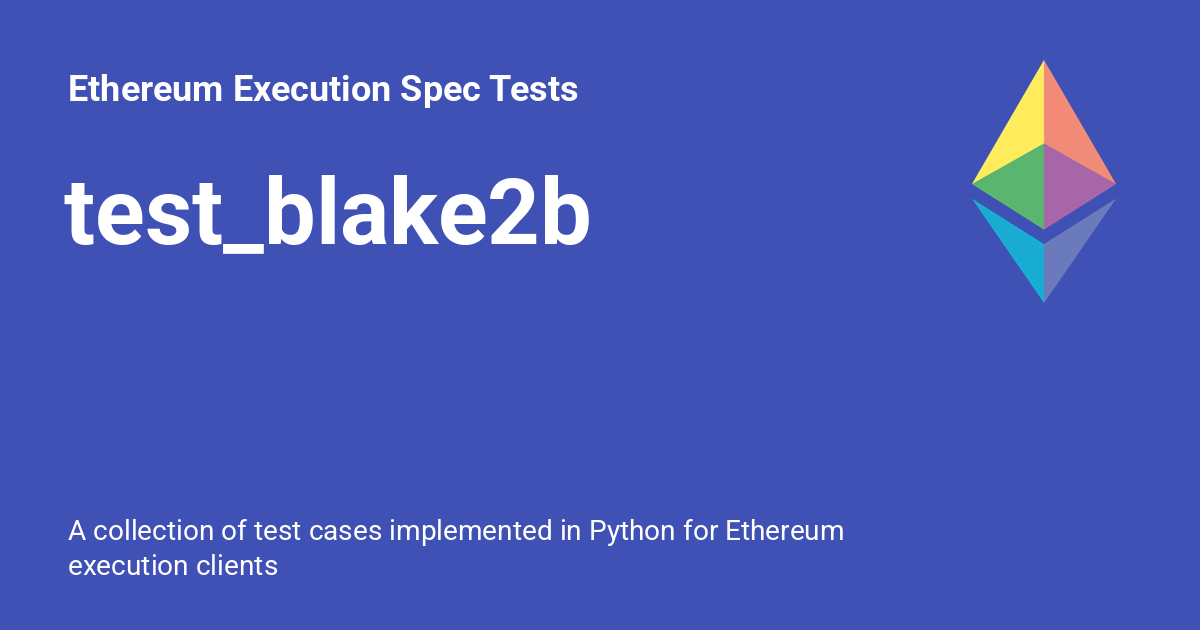 Ethereum Execution Spec Tests
test_blake2b
A collection of test cases implemented in Python for Ethereum
execution clients